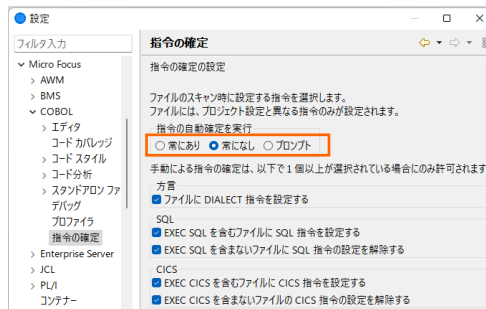 設定
フィルタ入力
指令の確定
Micro Focus
AWM
BMS
COBOL
エディタ
コード カバレッジ
コード スタイル
コード分析
スタンドアロン ファ
デバッグ
プロファイラ
指令の確定
Enterprise Server
JCL
PL/I
コンテナー
指令の確定の設定
ファイルのスキャン時に設定する指令を選択します。
ファイルには、プロジェクト設定と異なる指令のみが設定されます。
指令の自動確定を実行
常にあり 常になし プロンプト
手動による指令の確定は、以下で 1 個以上が選択されている場合にのみ許可されます
方言
ファイルに DIALECT 指令を設定する
SQL
EXEC SQL を含むファイルに SQL 指令を設定する
EXEC SQL を含まないファイルに SQL 指令の設定を解除する
CICS
EXEC CICS を含むファイルに CICS 指令を設定する
EXEC CICS を含まないファイルの CICS 指令の設定を解除する